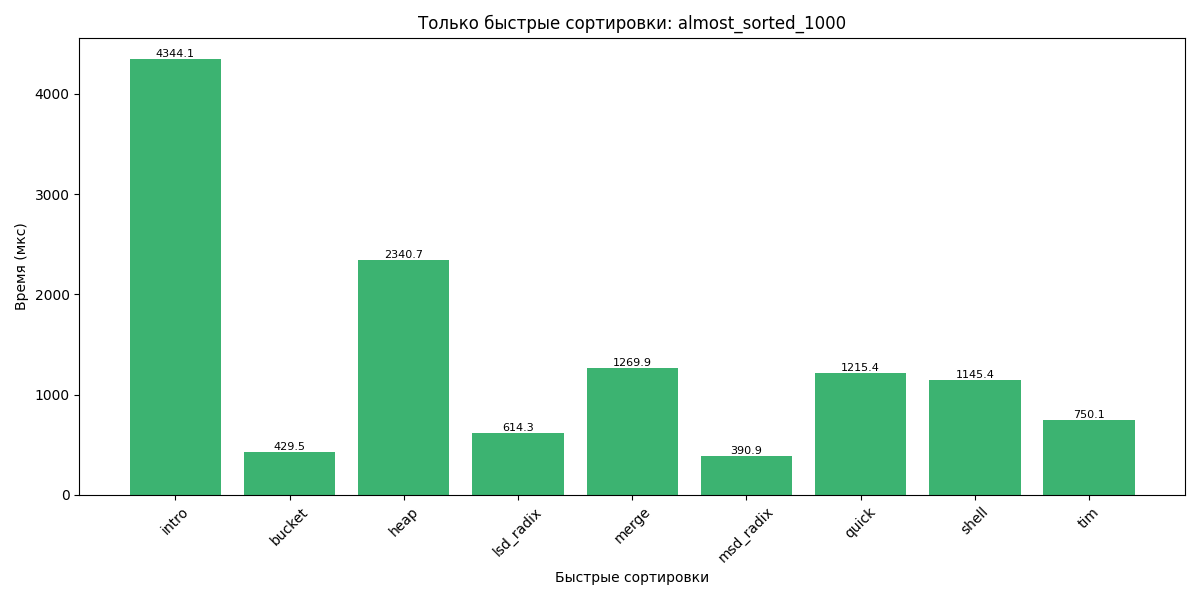 Только быстрые сортировки: almost_sorted_1000
Время (мкс)
4000
3000
2000
1000
0
4344.1
429.5
2340.7
614.3
1269.9
390.9
1215.4
1145.4
750.1
intro
bucket
heap
lsd_radix
merge
msd_radix
quick
shell
tim
Быстрые сортировки